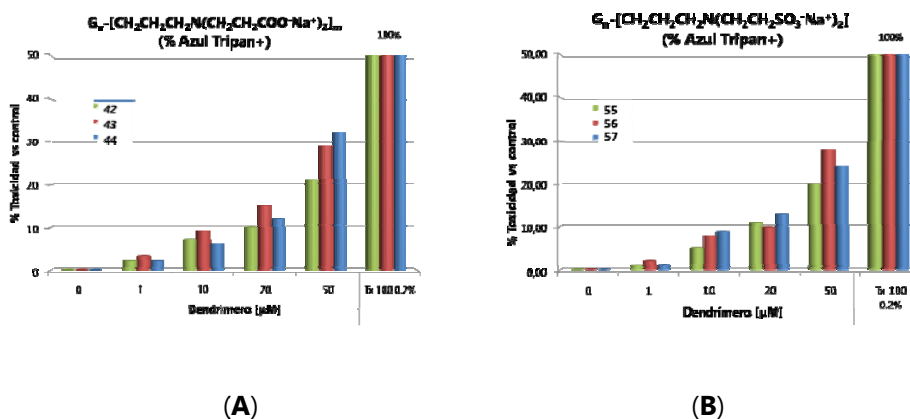 Gₙ-[CH₂CH₂CH₂N(CH₂CH₂COO⁻Na⁺)₂]ₘ
(% Azul Tripan+)
100%
% Toxicidad vs control
50
40
30
20
10
0
42
43
44
0 1 10 20 50 Tx 100 0.2%
Dendrímero [µM]
(A)
Gₙ-[CH₂CH₂CH₂N(CH₂CH₂SO₃⁻Na⁺)₂]
(% Azul Tripan+)
100%
% Toxicidad vs control
50,00
40,00
30,00
20,00
10,00
0,00
55
56
57
0 1 10 20 50 Tx 100
0.2%
Dendrímero [µM]
(B)